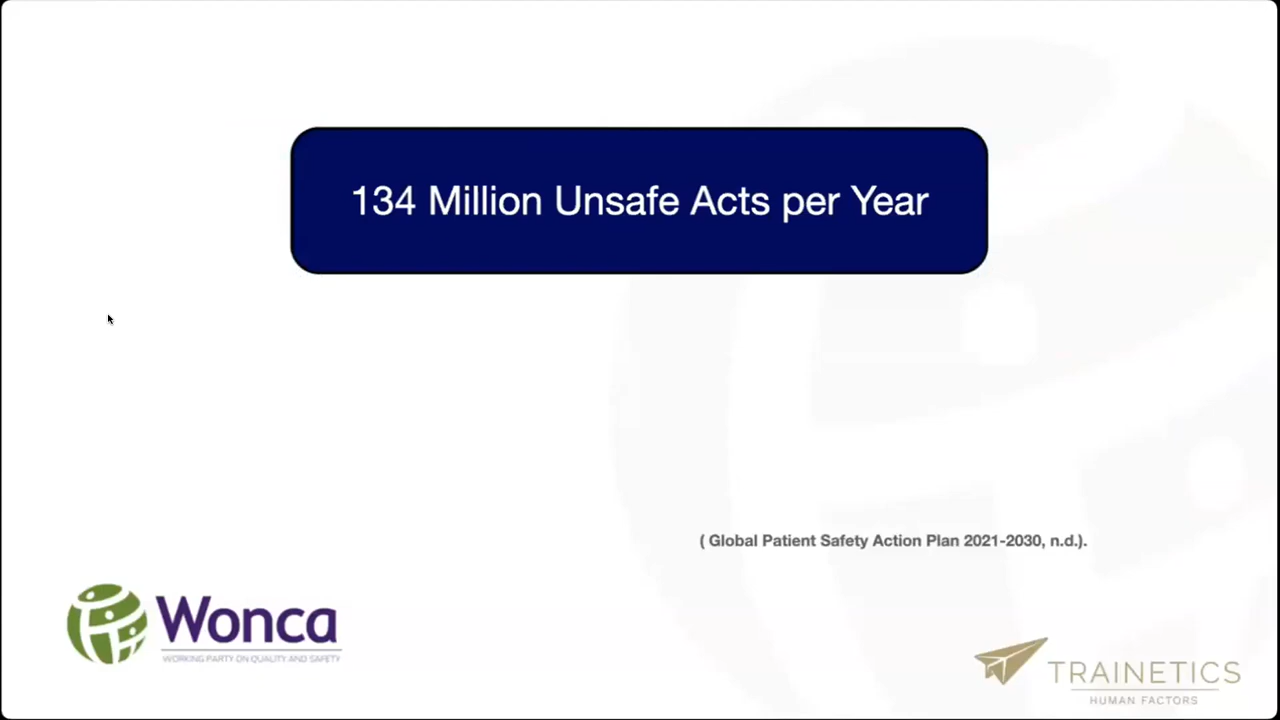 134 Million Unsafe Acts per Year
( Global Patient Safety Action Plan 2021-2030, n.d.).
Wonca
WORKING PARTY ON QUALITY AND SAFETY
TRAINETICS
HUMAN FACTORS